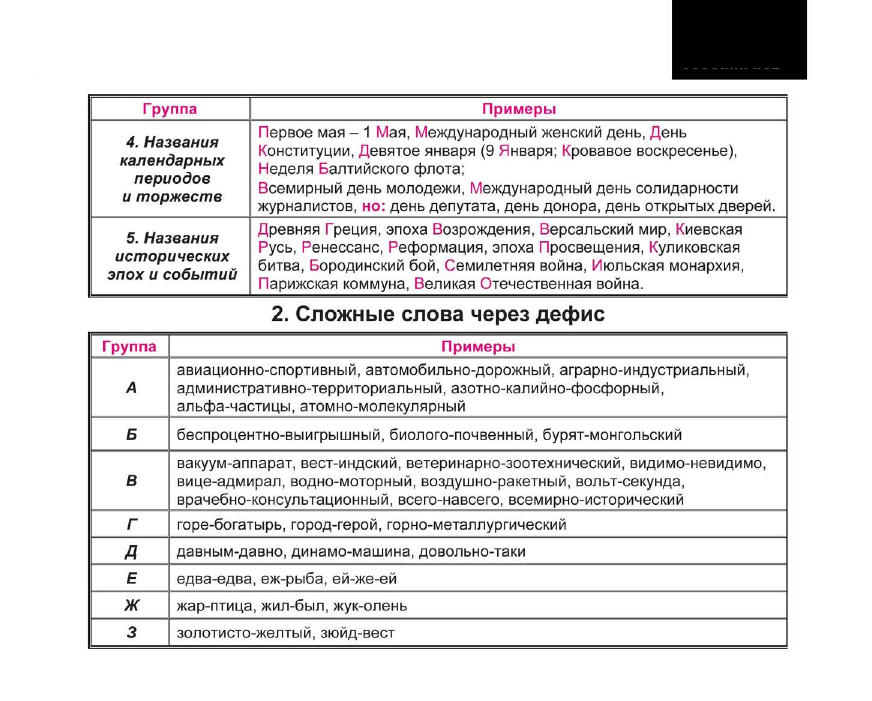 Группа Примеры
4. Названия календарных периодов и торжеств
Первое мая – 1 Мая, Международный женский день, День
Конституции, Девятое января (9 Января; Кровавое воскресенье),
Неделя Балтийского флота;
Всемирный день молодежи, Международный день солидарности
журналистов, но: день депутата, день донора, день открытых дверей.
5. Названия исторических эпох и событий
Древняя Греция, эпоха Возрождения, Версальский мир, Киевская
Русь, Ренессанс, Реформация, эпоха Просвещения, Куликовская
битва, Бородинский бой, Семилетняя война, Июльская монархия,
Парижская коммуна, Великая Отечественная война.
2. Сложные слова через дефис
Группа Примеры
А
авиационно-спортивный, автомобильно-дорожный, аграрно-индустриальный,
административно-территориальный, азотно-калийно-фосфорный,
альфа-частицы, атомно-молекулярный
Б беспроцентно-выигрышный, биолого-почвенный, бурят-монгольский
В
вакуум-аппарат, вест-индский, ветеринарно-зоотехнический, видимо-невидимо,
вице-адмирал, водно-моторный, воздушно-ракетный, вольт-секунда,
врачебно-консультационный, всего-навсего, всемирно-исторический
Г горе-богатырь, город-герой, горно-металлургический
Д давным-давно, динамо-машина, довольно-таки
Е едва-едва, еж-рыба, ей-же-ей
Ж жар-птица, жил-был, жук-олень
З золотисто-желтый, зюйд-вест